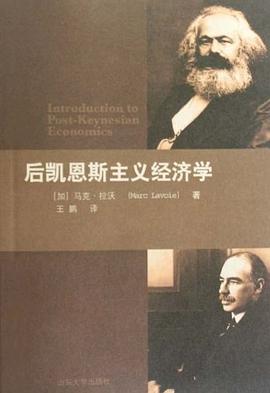 Introduction to
Post-Keynesian
Economics
后凯恩斯主义经济学
[加] 马克·拉沃 (Marc Lavoie) 著
王鹏 译
山东大学出版社